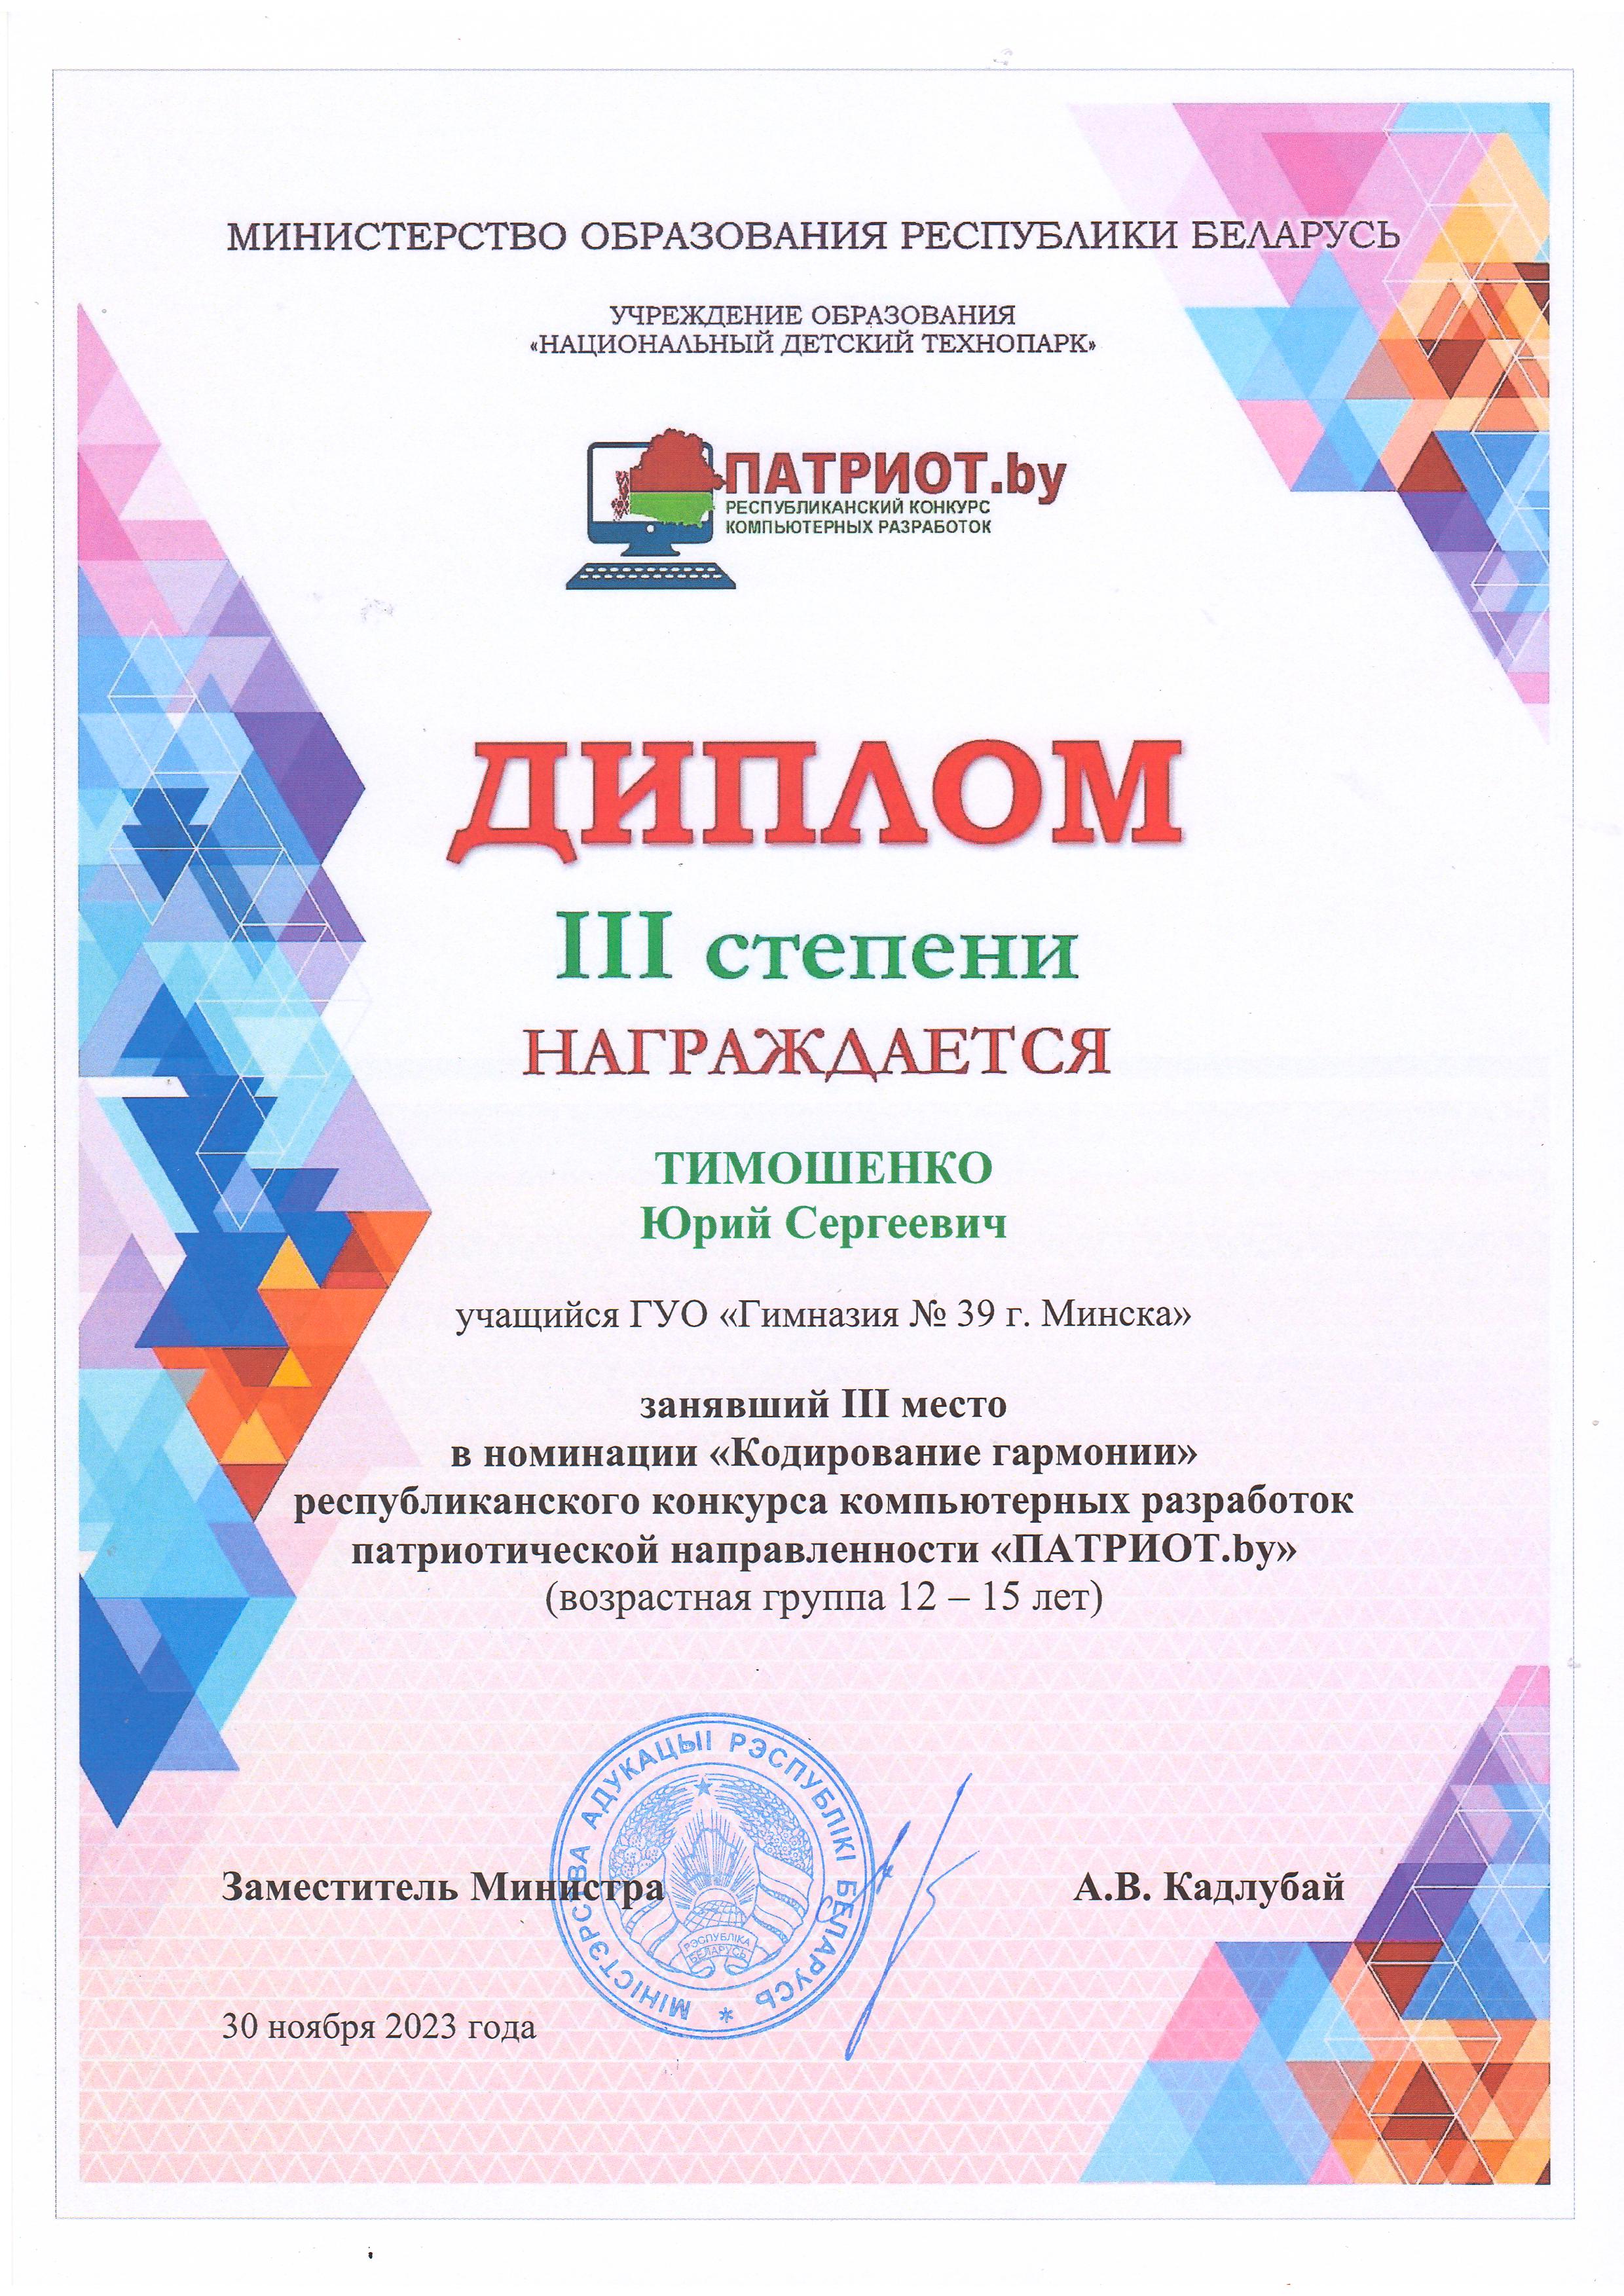 МИНИСТЕРСТВО ОБРАЗОВАНИЯ РЕСПУБЛИКИ БЕЛАРУСЬ
УЧРЕЖДЕНИЕ ОБРАЗОВАНИЯ
«НАЦИОНАЛЬНЫЙ ДЕТСКИЙ ТЕХНОПАРК»
ПАТРИОТ.by
РЕСПУБЛИКАНСКИЙ КОНКУРС
КОМПЬЮТЕРНЫХ РАЗРАБОТОК
ДИПЛОМ
III степени
НАГРАЖДАЕТСЯ
ТИМОШЕНКО
Юрий Сергеевич
учащийся ГУО «Гимназия № 39 г. Минска»
занявший III место
в номинации «Кодирование гармонии»
республиканского конкурса компьютерных разработок
патриотической направленности «ПАТРИОТ.by»
(возрастная группа 12 – 15 лет)
МІНІСТЭРСТВА АДУКАЦЫІ РЭСПУБЛІКІ БЕЛАРУСЬ *
РЭСПУБЛІКА
БЕЛАРУСЬ
Заместитель Министра
А.В. Кадлубай
30 ноября 2023 года